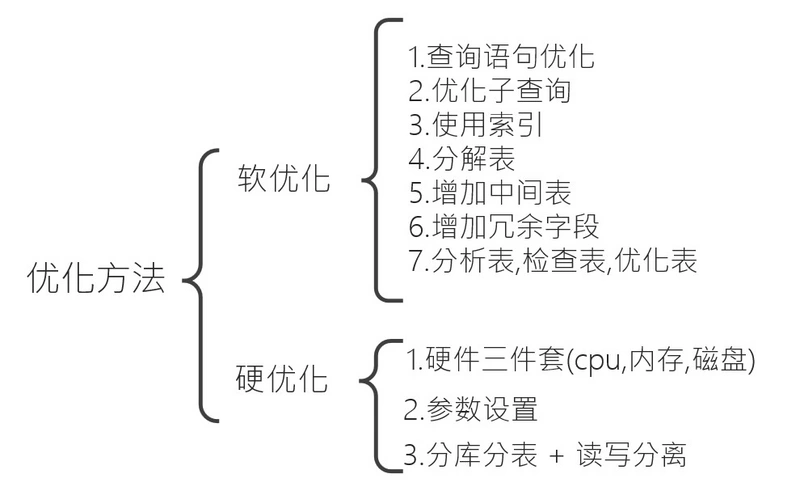 优化方法
软优化
1.查询语句优化
2.优化子查询
3.使用索引
4.分解表
5.增加中间表
6.增加冗余字段
7.分析表,检查表,优化表
硬优化
1.硬件三件套(cpu,内存,磁盘)
2.参数设置
3.分库分表 + 读写分离